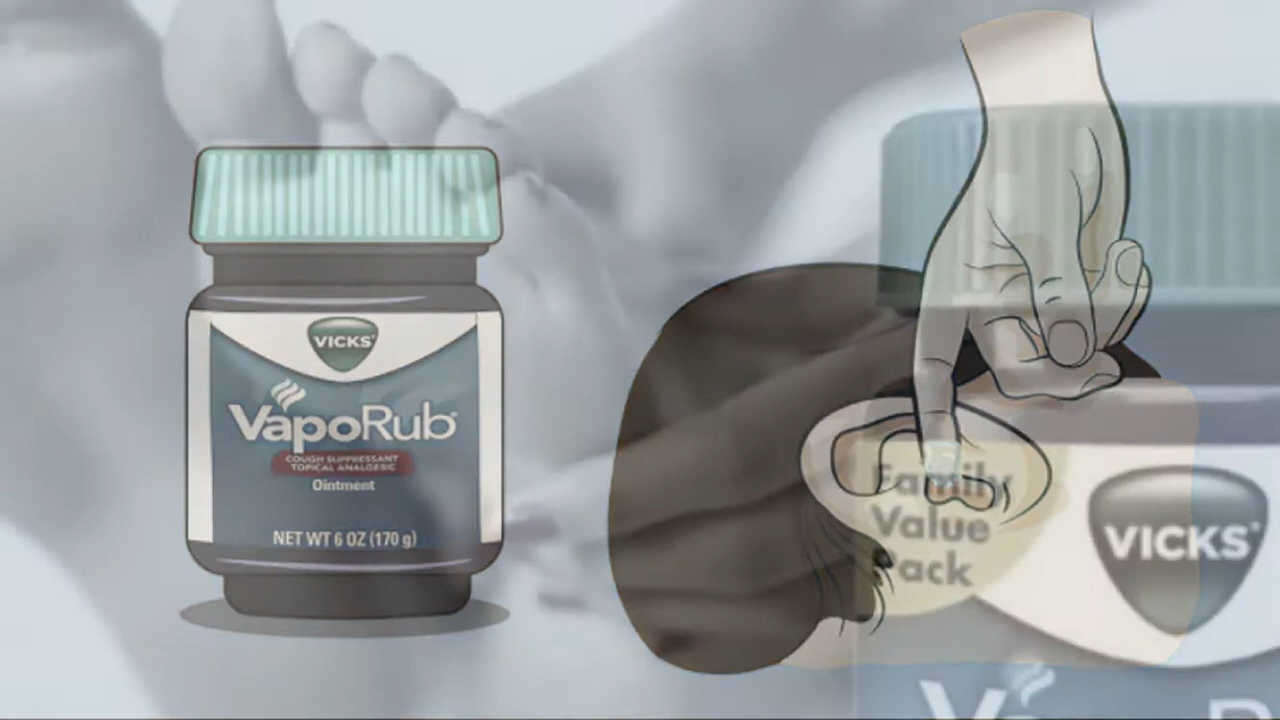 VICKS®
VapoRub®
COUGH SUPPRESSANT
TOPICAL ANALGESIC
Ointment
NET WT 6 OZ (170 g)
Family
Value
Pack
VICKS®